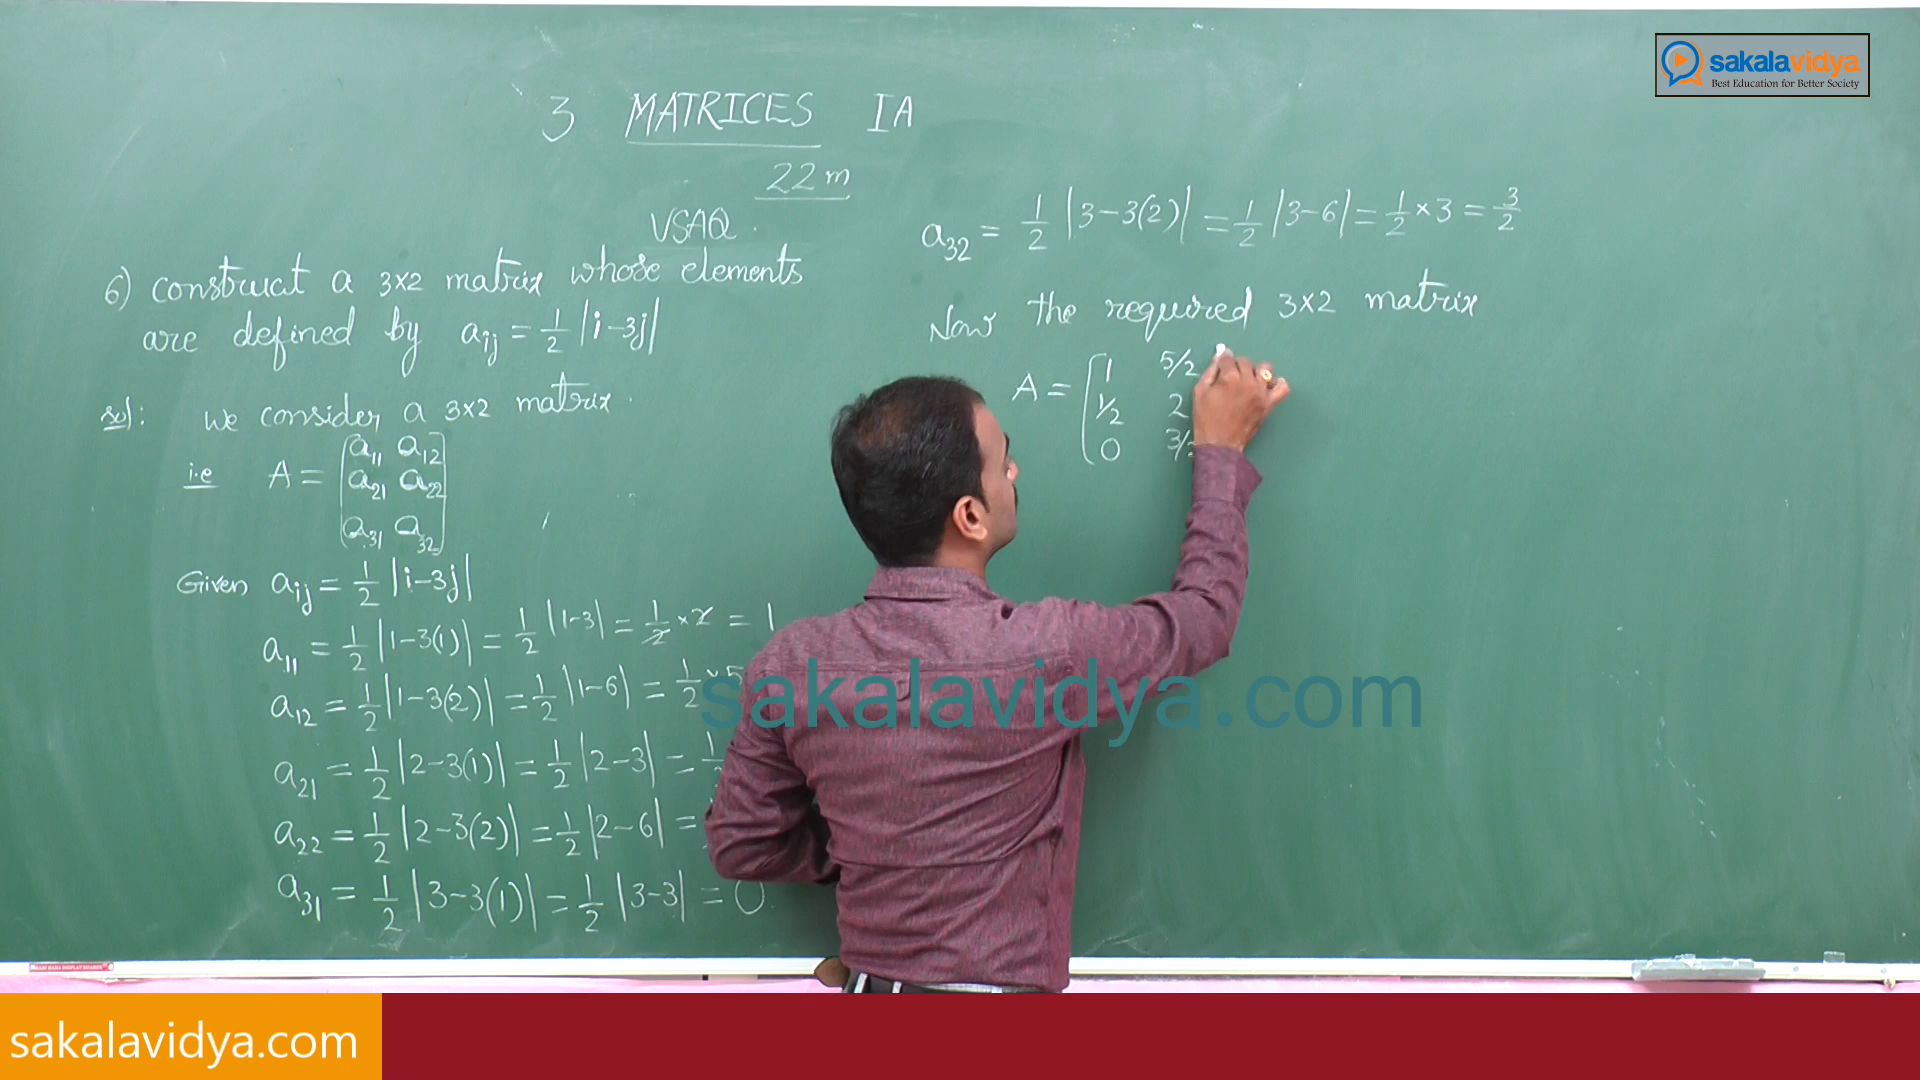 sakalavidya
Best Education for Better Society
3 MATRICES IA
22m
VSAQ.
6) construct a 3×2 matrix whose elements
are defined by aij = 1/2 |i-3j|
sol: we consider a 3×2 matrix.
i.e A = [a11 a12
a21 a22
a31 a32]
Given aij = 1/2 |i-3j|
a11 = 1/2 |1-3(1)| = 1/2 |1-3| = 1/2 × 2 = 1
a12 = 1/2 |1-3(2)| = 1/2 |1-6| = 1/2 × 5
a21 = 1/2 |2-3(1)| = 1/2 |2-3| =
a22 = 1/2 |2-3(2)| = 1/2 |2-6| =
a31 = 1/2 |3-3(1)| = 1/2 |3-3| = 0.
a32 = 1/2 |3-3(2)| = 1/2 |3-6| = 1/2 × 3 = 3/2
Now the required 3×2 matrix
A = [1 5/2
1/2 2
0 3/
sakalavidya.com
sakalavidya.com